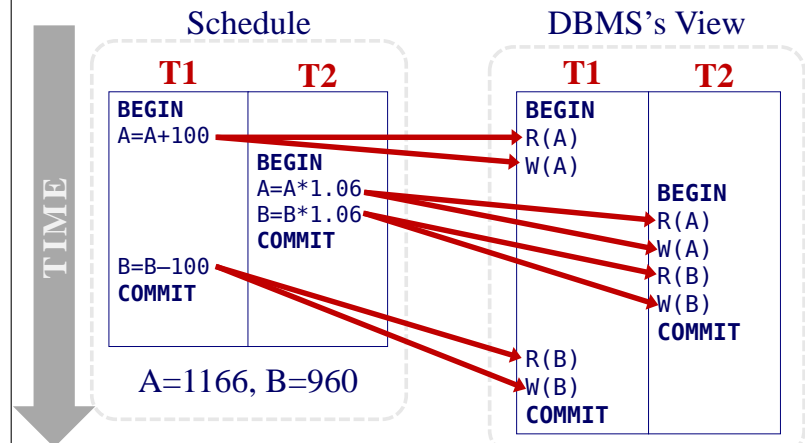 Schedule
T1 T2
BEGIN
A=A+100
BEGIN
A=A*1.06
B=B*1.06
COMMIT
B=B–100
COMMIT
A=1166, B=960
DBMS's View
T1 T2
BEGIN
R(A)
W(A)
BEGIN
R(A)
W(A)
R(B)
W(B)
COMMIT
R(B)
W(B)
COMMIT
TIME